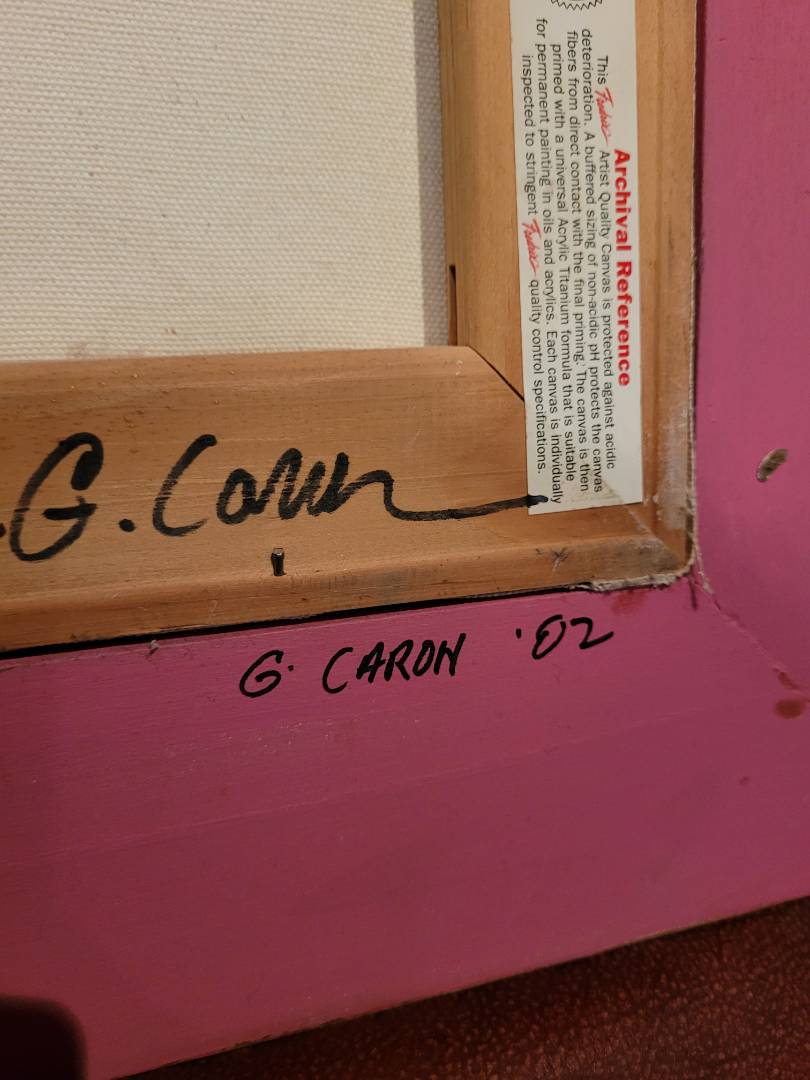 Archival Reference
This Fredrix Artist Quality Canvas is protected against acidic
deterioration. A buffered sizing of non-acidic pH protects the canvas
fibers from direct contact with the final priming. The canvas is then
primed with a universal Acrylic Titanium formula that is suitable
for permanent painting in oils and acrylics. Each canvas is individually
inspected to stringent Fredrix quality control specifications.
.G. Caron
G. CARON '02